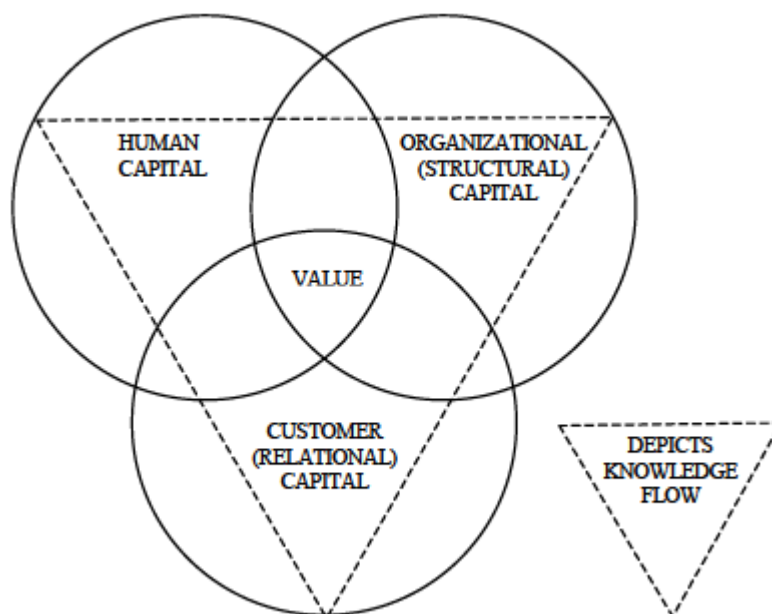 HUMAN
CAPITAL
ORGANIZATIONAL
(STRUCTURAL)
CAPITAL
VALUE
CUSTOMER
(RELATIONAL)
CAPITAL
DEPICTS
KNOWLEDGE
FLOW